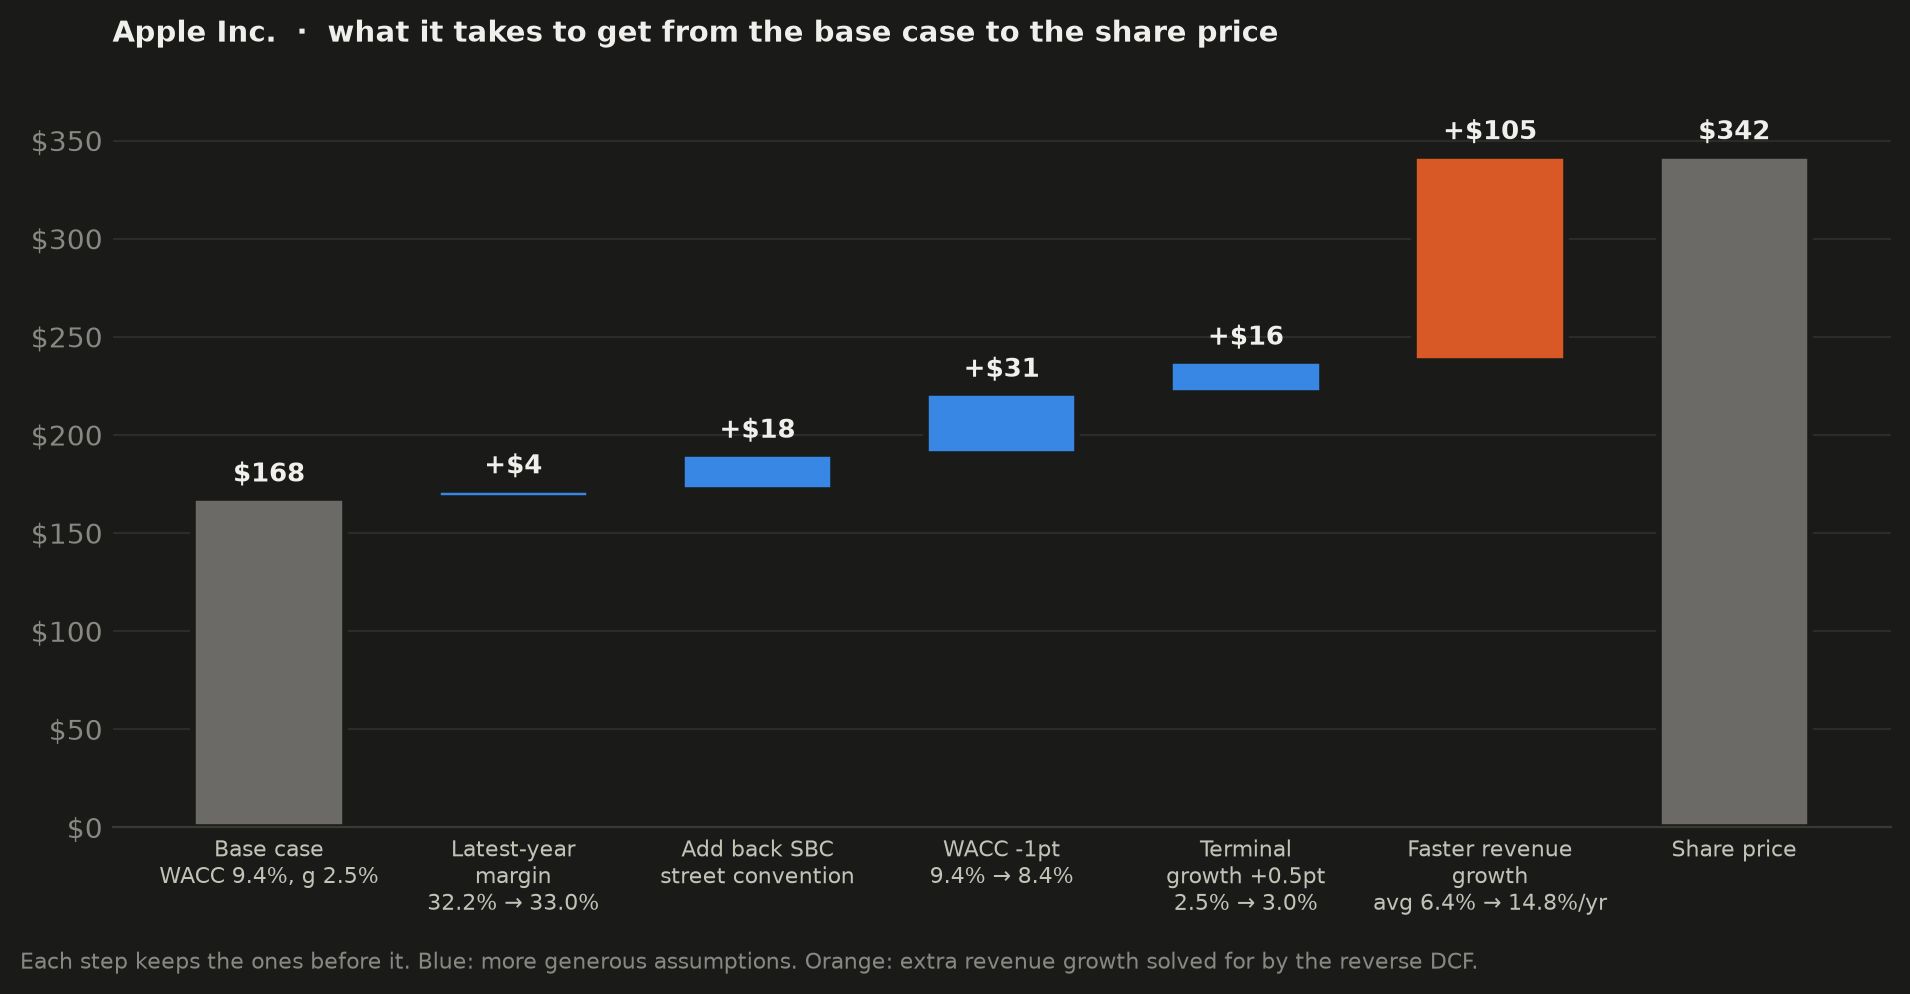 Apple Inc.  ·  what it takes to get from the base case to the share price
$350
$300
$250
$200
$150
$100
$50
$0
$168
+$4
+$18
+$31
+$16
+$105
$342
Base case
WACC 9.4%, g 2.5%
Latest-year
margin
32.2% → 33.0%
Add back SBC
street convention
WACC -1pt
9.4% → 8.4%
Terminal
growth +0.5pt
2.5% → 3.0%
Faster revenue
growth
avg 6.4% → 14.8%/yr
Share price
Each step keeps the ones before it. Blue: more generous assumptions. Orange: extra revenue growth solved for by the reverse DCF.